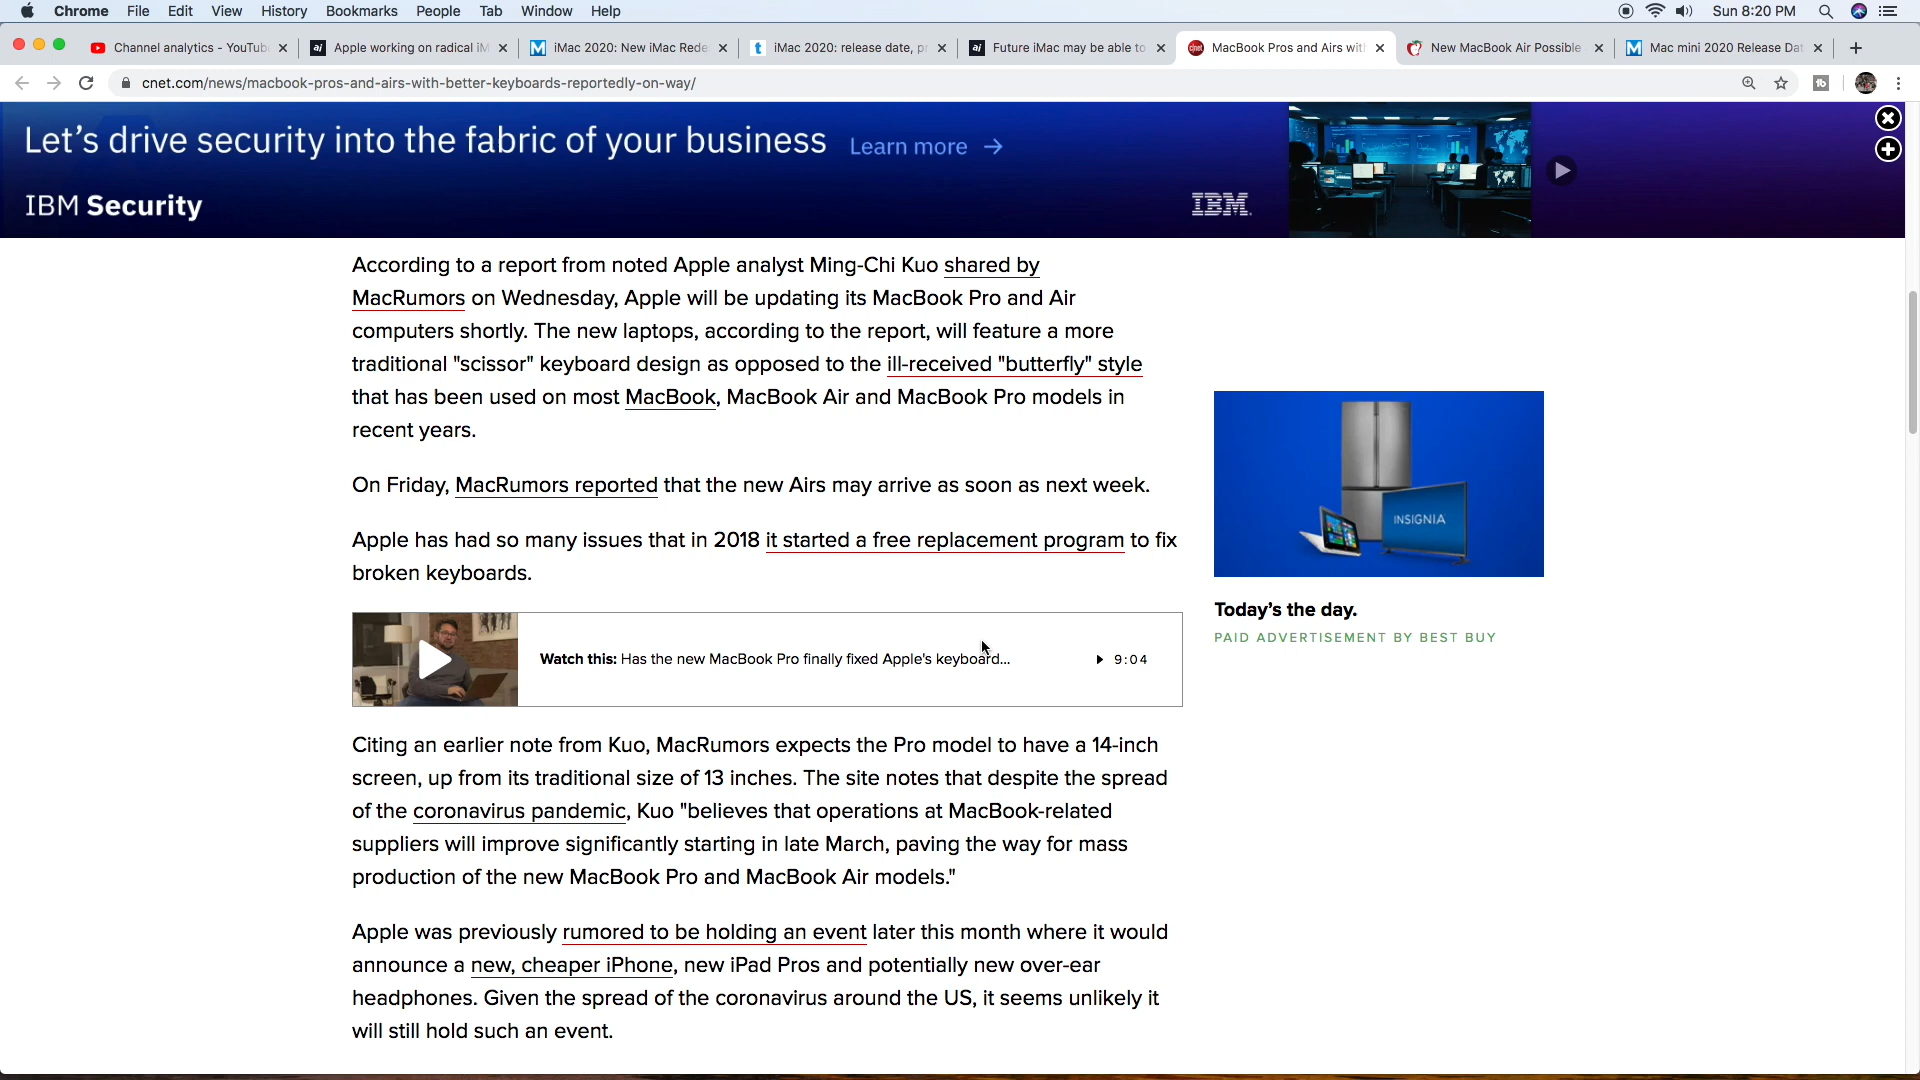 Chrome File Edit View History Bookmarks People Tab Window Help Sun 8:20 PM
Channel analytics - YouTub Apple working on radical iM iMac 2020: New iMac Rede iMac 2020: release date, pr Future iMac may be able to MacBook Pros and Airs with New MacBook Air Possible Mac mini 2020 Release Dat
cnet.com/news/macbook-pros-and-airs-with-better-keyboards-reportedly-on-way/
Let's drive security into the fabric of your business Learn more →
IBM Security
IBM
According to a report from noted Apple analyst Ming-Chi Kuo shared by
MacRumors on Wednesday, Apple will be updating its MacBook Pro and Air
computers shortly. The new laptops, according to the report, will feature a more
traditional "scissor" keyboard design as opposed to the ill-received "butterfly" style
that has been used on most MacBook, MacBook Air and MacBook Pro models in
recent years.
On Friday, MacRumors reported that the new Airs may arrive as soon as next week.
Apple has had so many issues that in 2018 it started a free replacement program to fix
broken keyboards.
Watch this: Has the new MacBook Pro finally fixed Apple's keyboard... 9:04
Citing an earlier note from Kuo, MacRumors expects the Pro model to have a 14-inch
screen, up from its traditional size of 13 inches. The site notes that despite the spread
of the coronavirus pandemic, Kuo "believes that operations at MacBook-related
suppliers will improve significantly starting in late March, paving the way for mass
production of the new MacBook Pro and MacBook Air models."
Apple was previously rumored to be holding an event later this month where it would
announce a new, cheaper iPhone, new iPad Pros and potentially new over-ear
headphones. Given the spread of the coronavirus around the US, it seems unlikely it
will still hold such an event.
INSIGNIA
Today's the day.
PAID ADVERTISEMENT BY BEST BUY